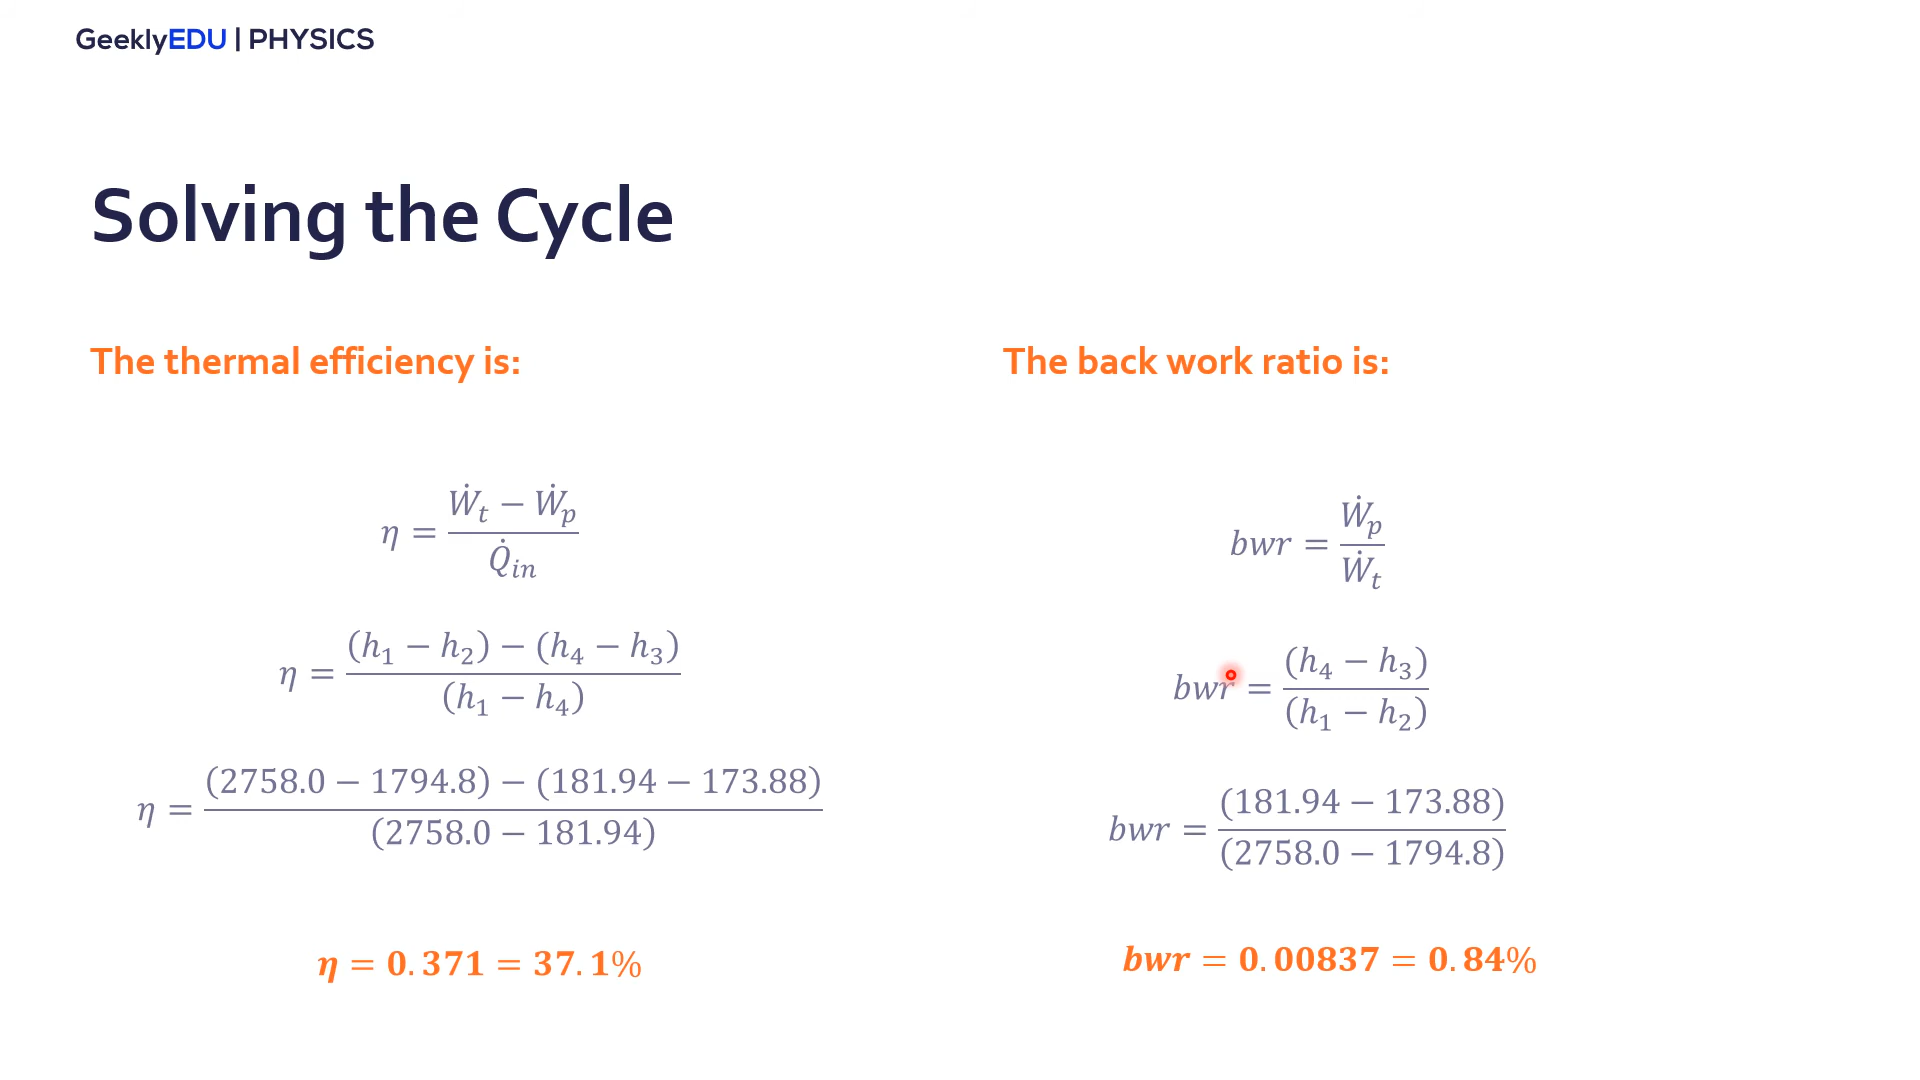 GeeklyEDU | PHYSICS
Solving the Cycle
The thermal efficiency is:
η = (Ẇt − Ẇp) / Q̇in
η = ((h₁ − h₂) − (h₄ − h₃)) / (h₁ − h₄)
η = ((2758.0 − 1794.8) − (181.94 − 173.88)) / (2758.0 − 181.94)
η = 0.371 = 37.1%
The back work ratio is:
bwr = Ẇp / Ẇt
bwr = (h₄ − h₃) / (h₁ − h₂)
bwr = (181.94 − 173.88) / (2758.0 − 1794.8)
bwr = 0.00837 = 0.84%